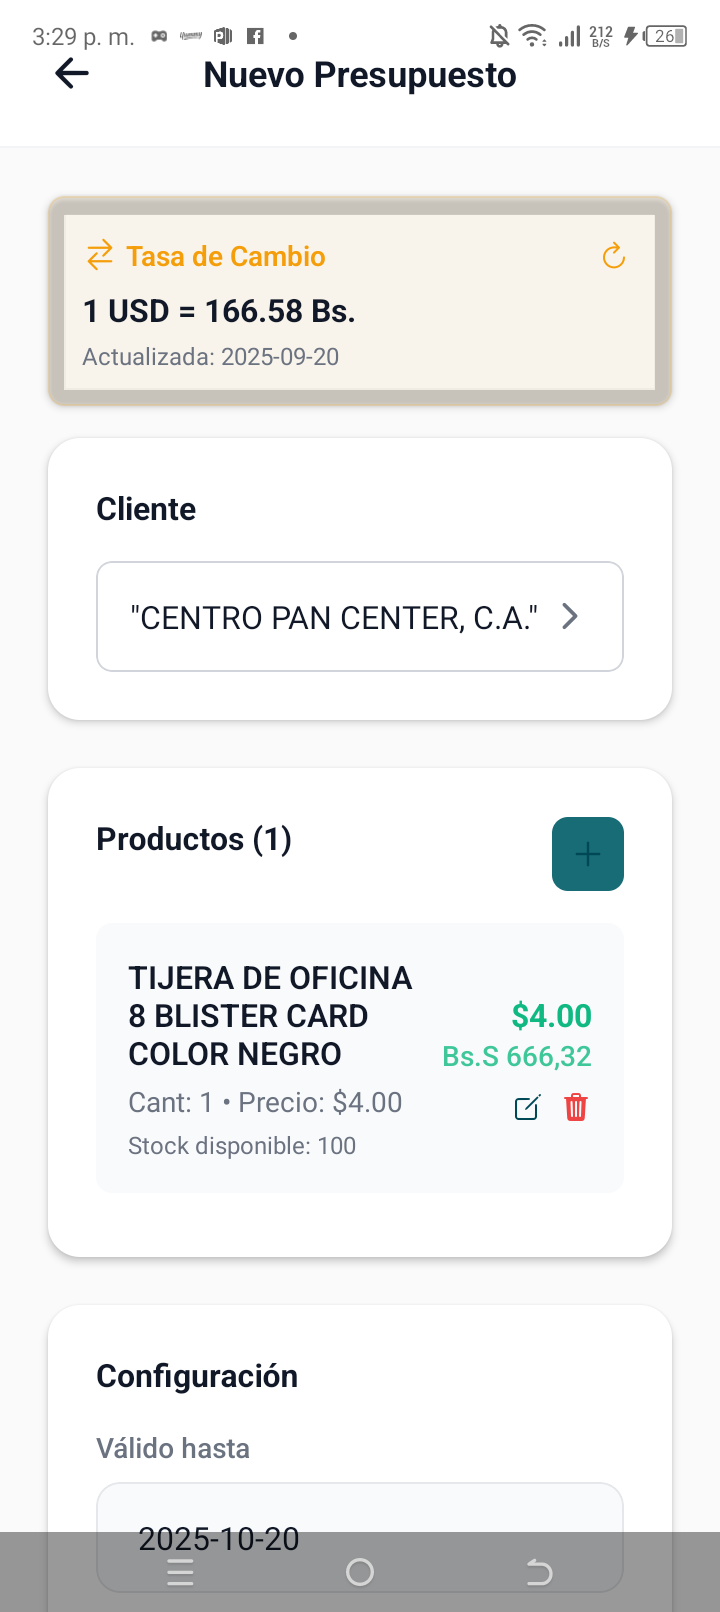 3:29 p. m.
212
B/S
26
Nuevo Presupuesto
Tasa de Cambio
1 USD = 166.58 Bs.
Actualizada: 2025-09-20
Cliente
"CENTRO PAN CENTER, C.A."
Productos (1)
TIJERA DE OFICINA
8 BLISTER CARD
COLOR NEGRO
$4.00
Bs.S 666,32
Cant: 1 • Precio: $4.00
Stock disponible: 100
Configuración
Válido hasta
2025-10-20